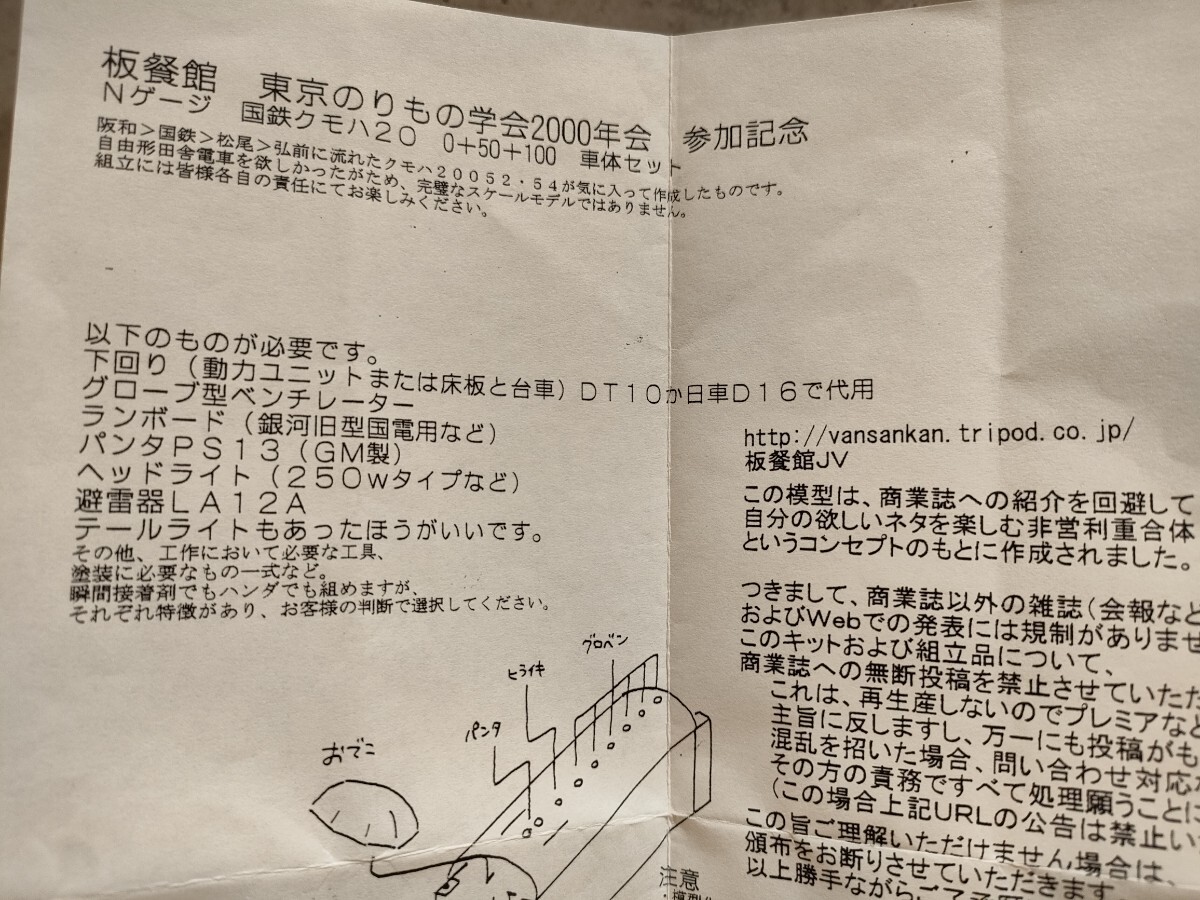 板餐館 東京のりもの学会2000年会 参加記念
Nゲージ 国鉄クモハ20 0+50+100 車体セット
阪和>国鉄>松尾>弘前に流れたクモハ20052・54が気に入って作成したものです。
自由形田舎電車を欲しかったがため、完璧なスケールモデルではありません。
組立には皆様各自の責任にてお楽しみください。
以下のものが必要です。
下回り(動力ユニットまたは床板と台車)DT10か日車D16で代用
グローブ型ベンチレーター
ランボード(銀河旧型国電用など)
パンタPS13(GM製)
ヘッドライト(250wタイプなど)
避雷器LA12A
テールライトもあったほうがいいです。
その他、工作において必要な工具、
塗装に必要なもの一式など。
瞬間接着剤でもハンダでも組めますが、
それぞれ特徴があり、お客様の判断で選択してください。
グロベン
ヒライキ
パンタ
おでこ
http://vansankan.tripod.co.jp/
板餐館JV
この模型は、商業誌への紹介を回避して
自分の欲しいネタを楽しむ非営利重合体
というコンセプトのもとに作成されました。
つきまして、商業誌以外の雑誌(会報など
およびWebでの発表には規制がありませ
このキットおよび組立品について、
商業誌への無断投稿を禁止させていただ
これは、再生産しないのでプレミアなど
主旨に反しますし、万一にも投稿がも
混乱を招いた場合、問い合わせ対応な
その方の責務ですべて処理願うことに
(この場合上記URLの公告は禁止い
この旨ご理解いただけません場合は、
頒布をお断りさせていただきます
以上勝手ながらご了承
注意